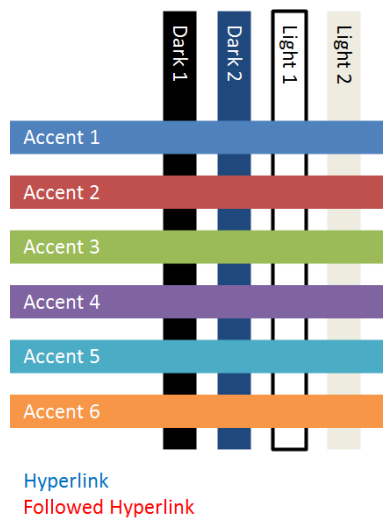 Dark 1
Dark 2
Light 1
Light 2
Accent 1
Accent 2
Accent 3
Accent 4
Accent 5
Accent 6
Hyperlink
Followed Hyperlink